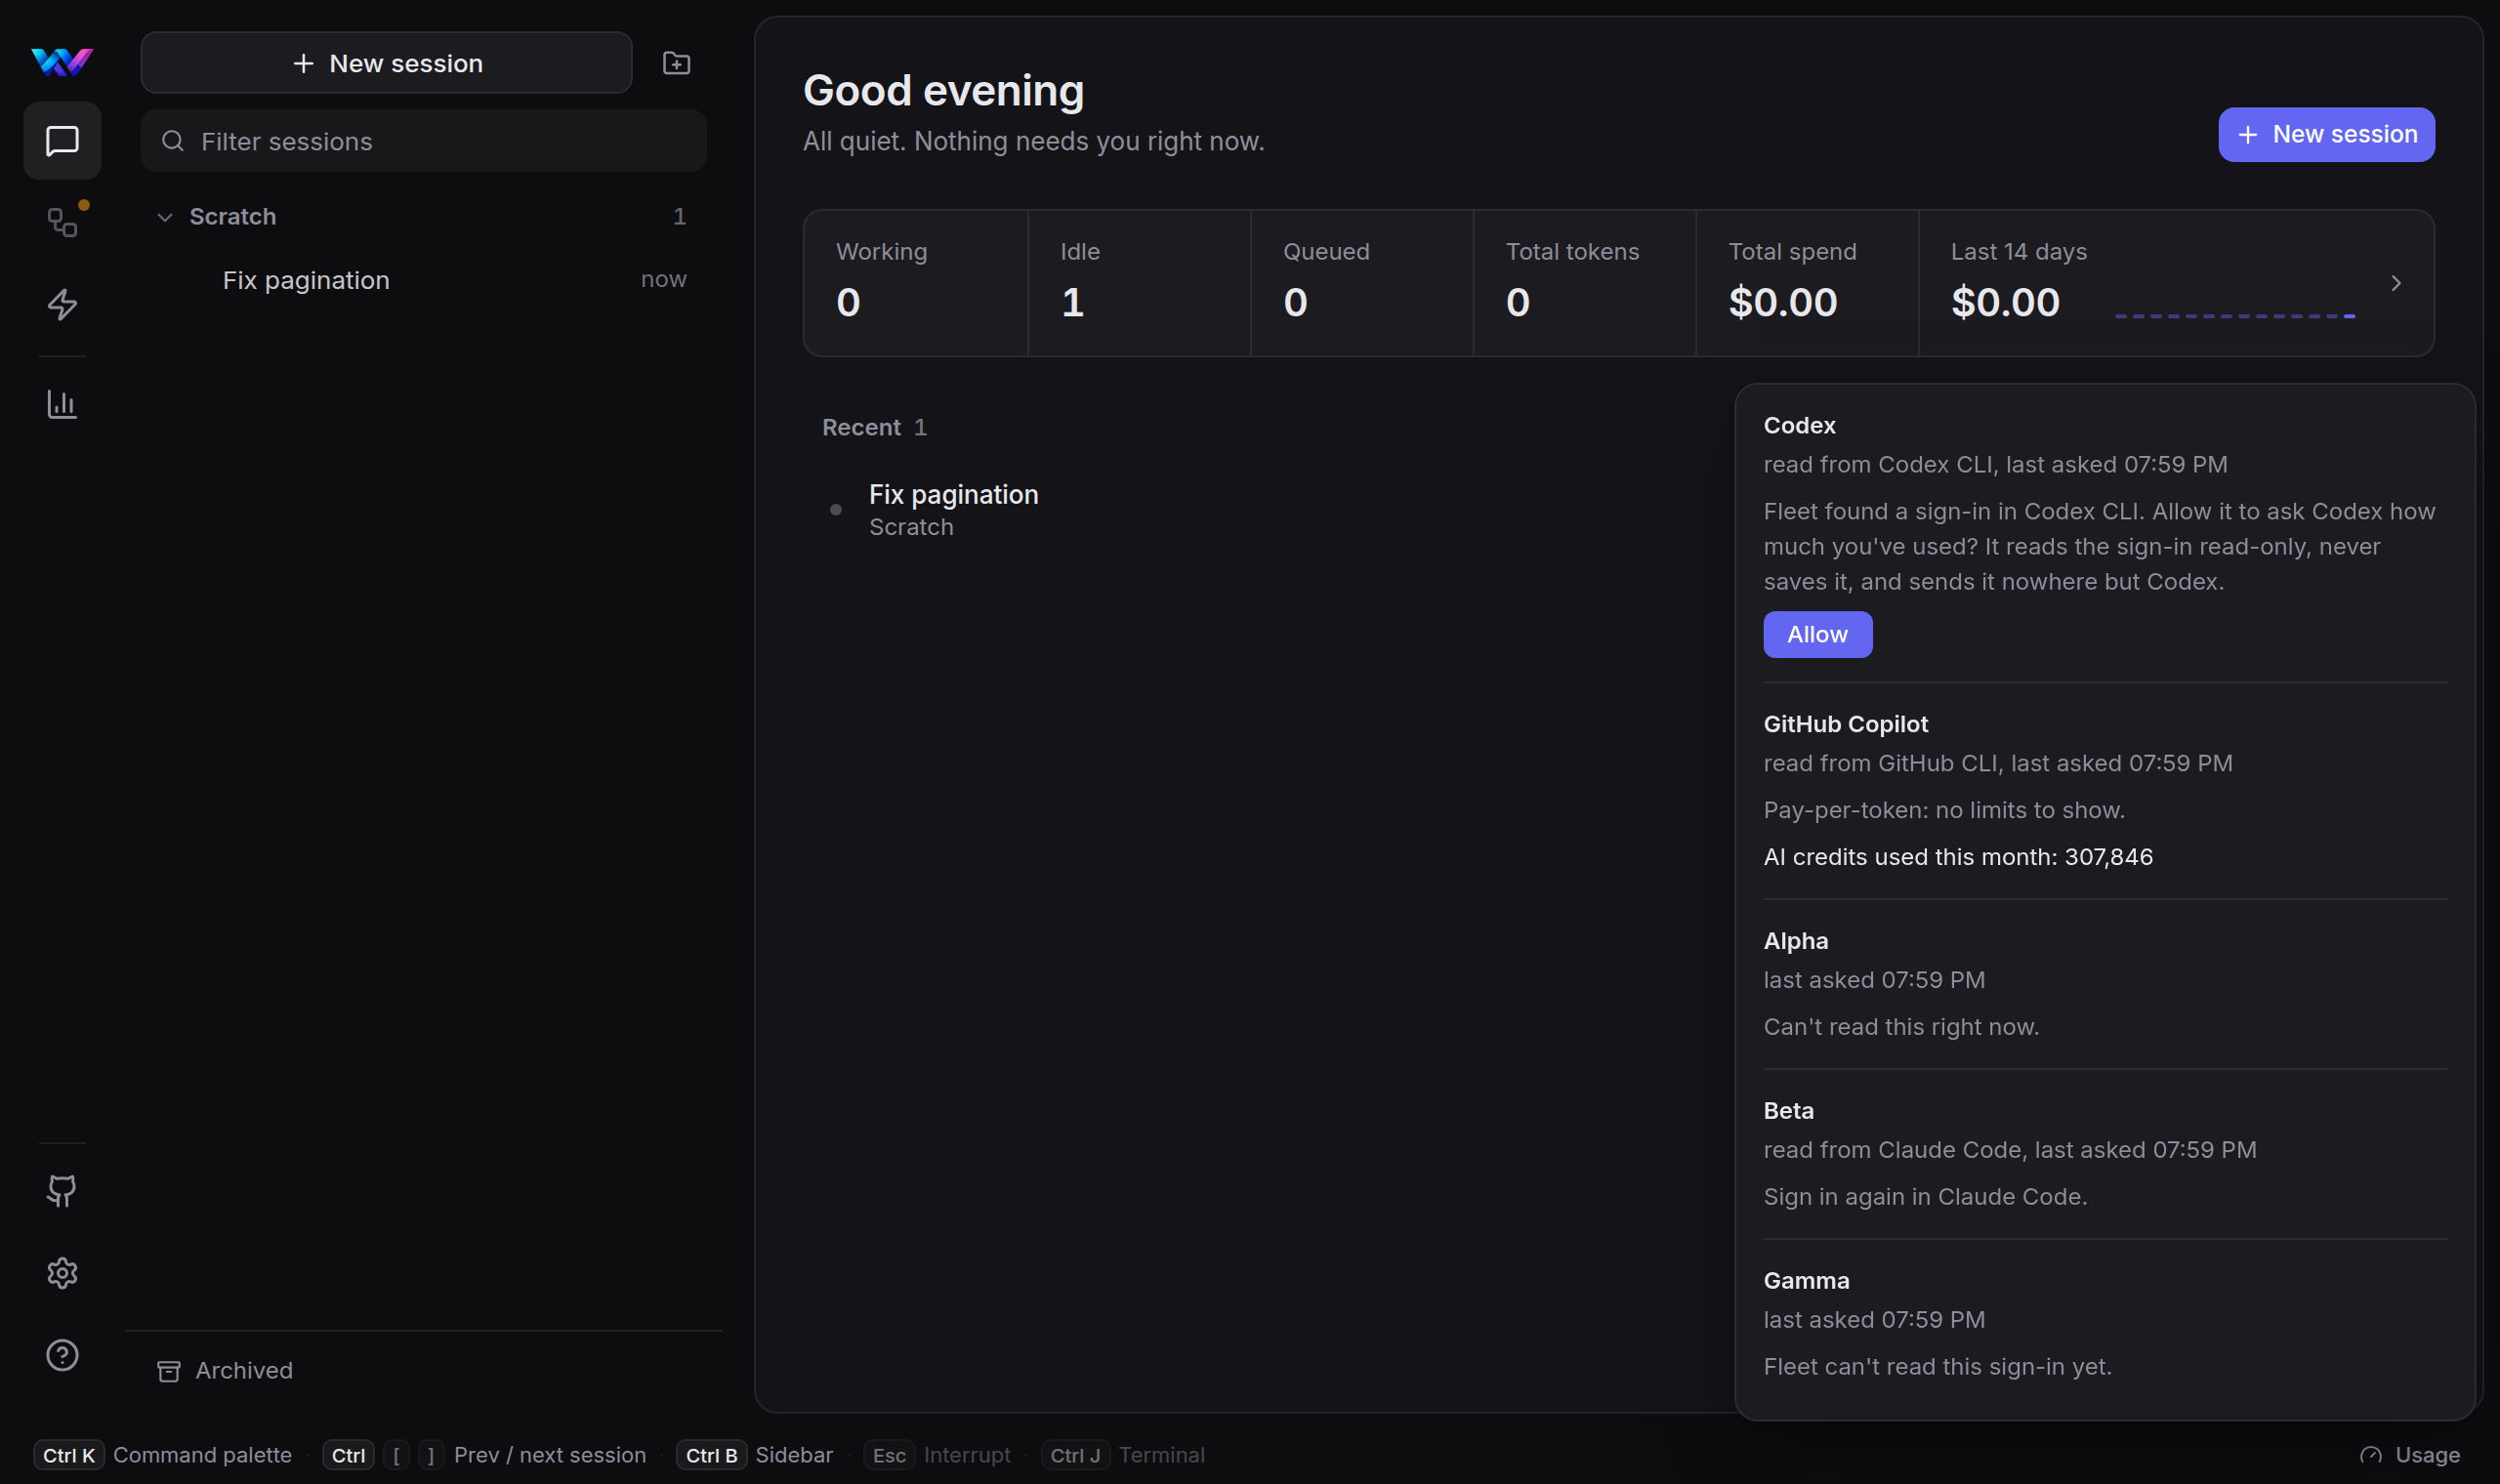 New session
Filter sessions
Scratch 1
Fix pagination now
Archived
Good evening
All quiet. Nothing needs you right now.
New session
Working
0
Idle
1
Queued
0
Total tokens
0
Total spend
$0.00
Last 14 days
$0.00
Recent 1
Fix pagination
Scratch
Codex
read from Codex CLI, last asked 07:59 PM
Fleet found a sign-in in Codex CLI. Allow it to ask Codex how
much you've used? It reads the sign-in read-only, never
saves it, and sends it nowhere but Codex.
Allow
GitHub Copilot
read from GitHub CLI, last asked 07:59 PM
Pay-per-token: no limits to show.
AI credits used this month: 307,846
Alpha
last asked 07:59 PM
Can't read this right now.
Beta
read from Claude Code, last asked 07:59 PM
Sign in again in Claude Code.
Gamma
last asked 07:59 PM
Fleet can't read this sign-in yet.
Ctrl K Command palette · Ctrl [ ] Prev / next session · Ctrl B Sidebar · Esc Interrupt · Ctrl J Terminal
Usage